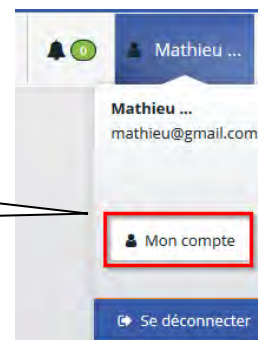 0 Mathieu ...
Mathieu ...
mathieu@gmail.com
Mon compte
Se déconnecter